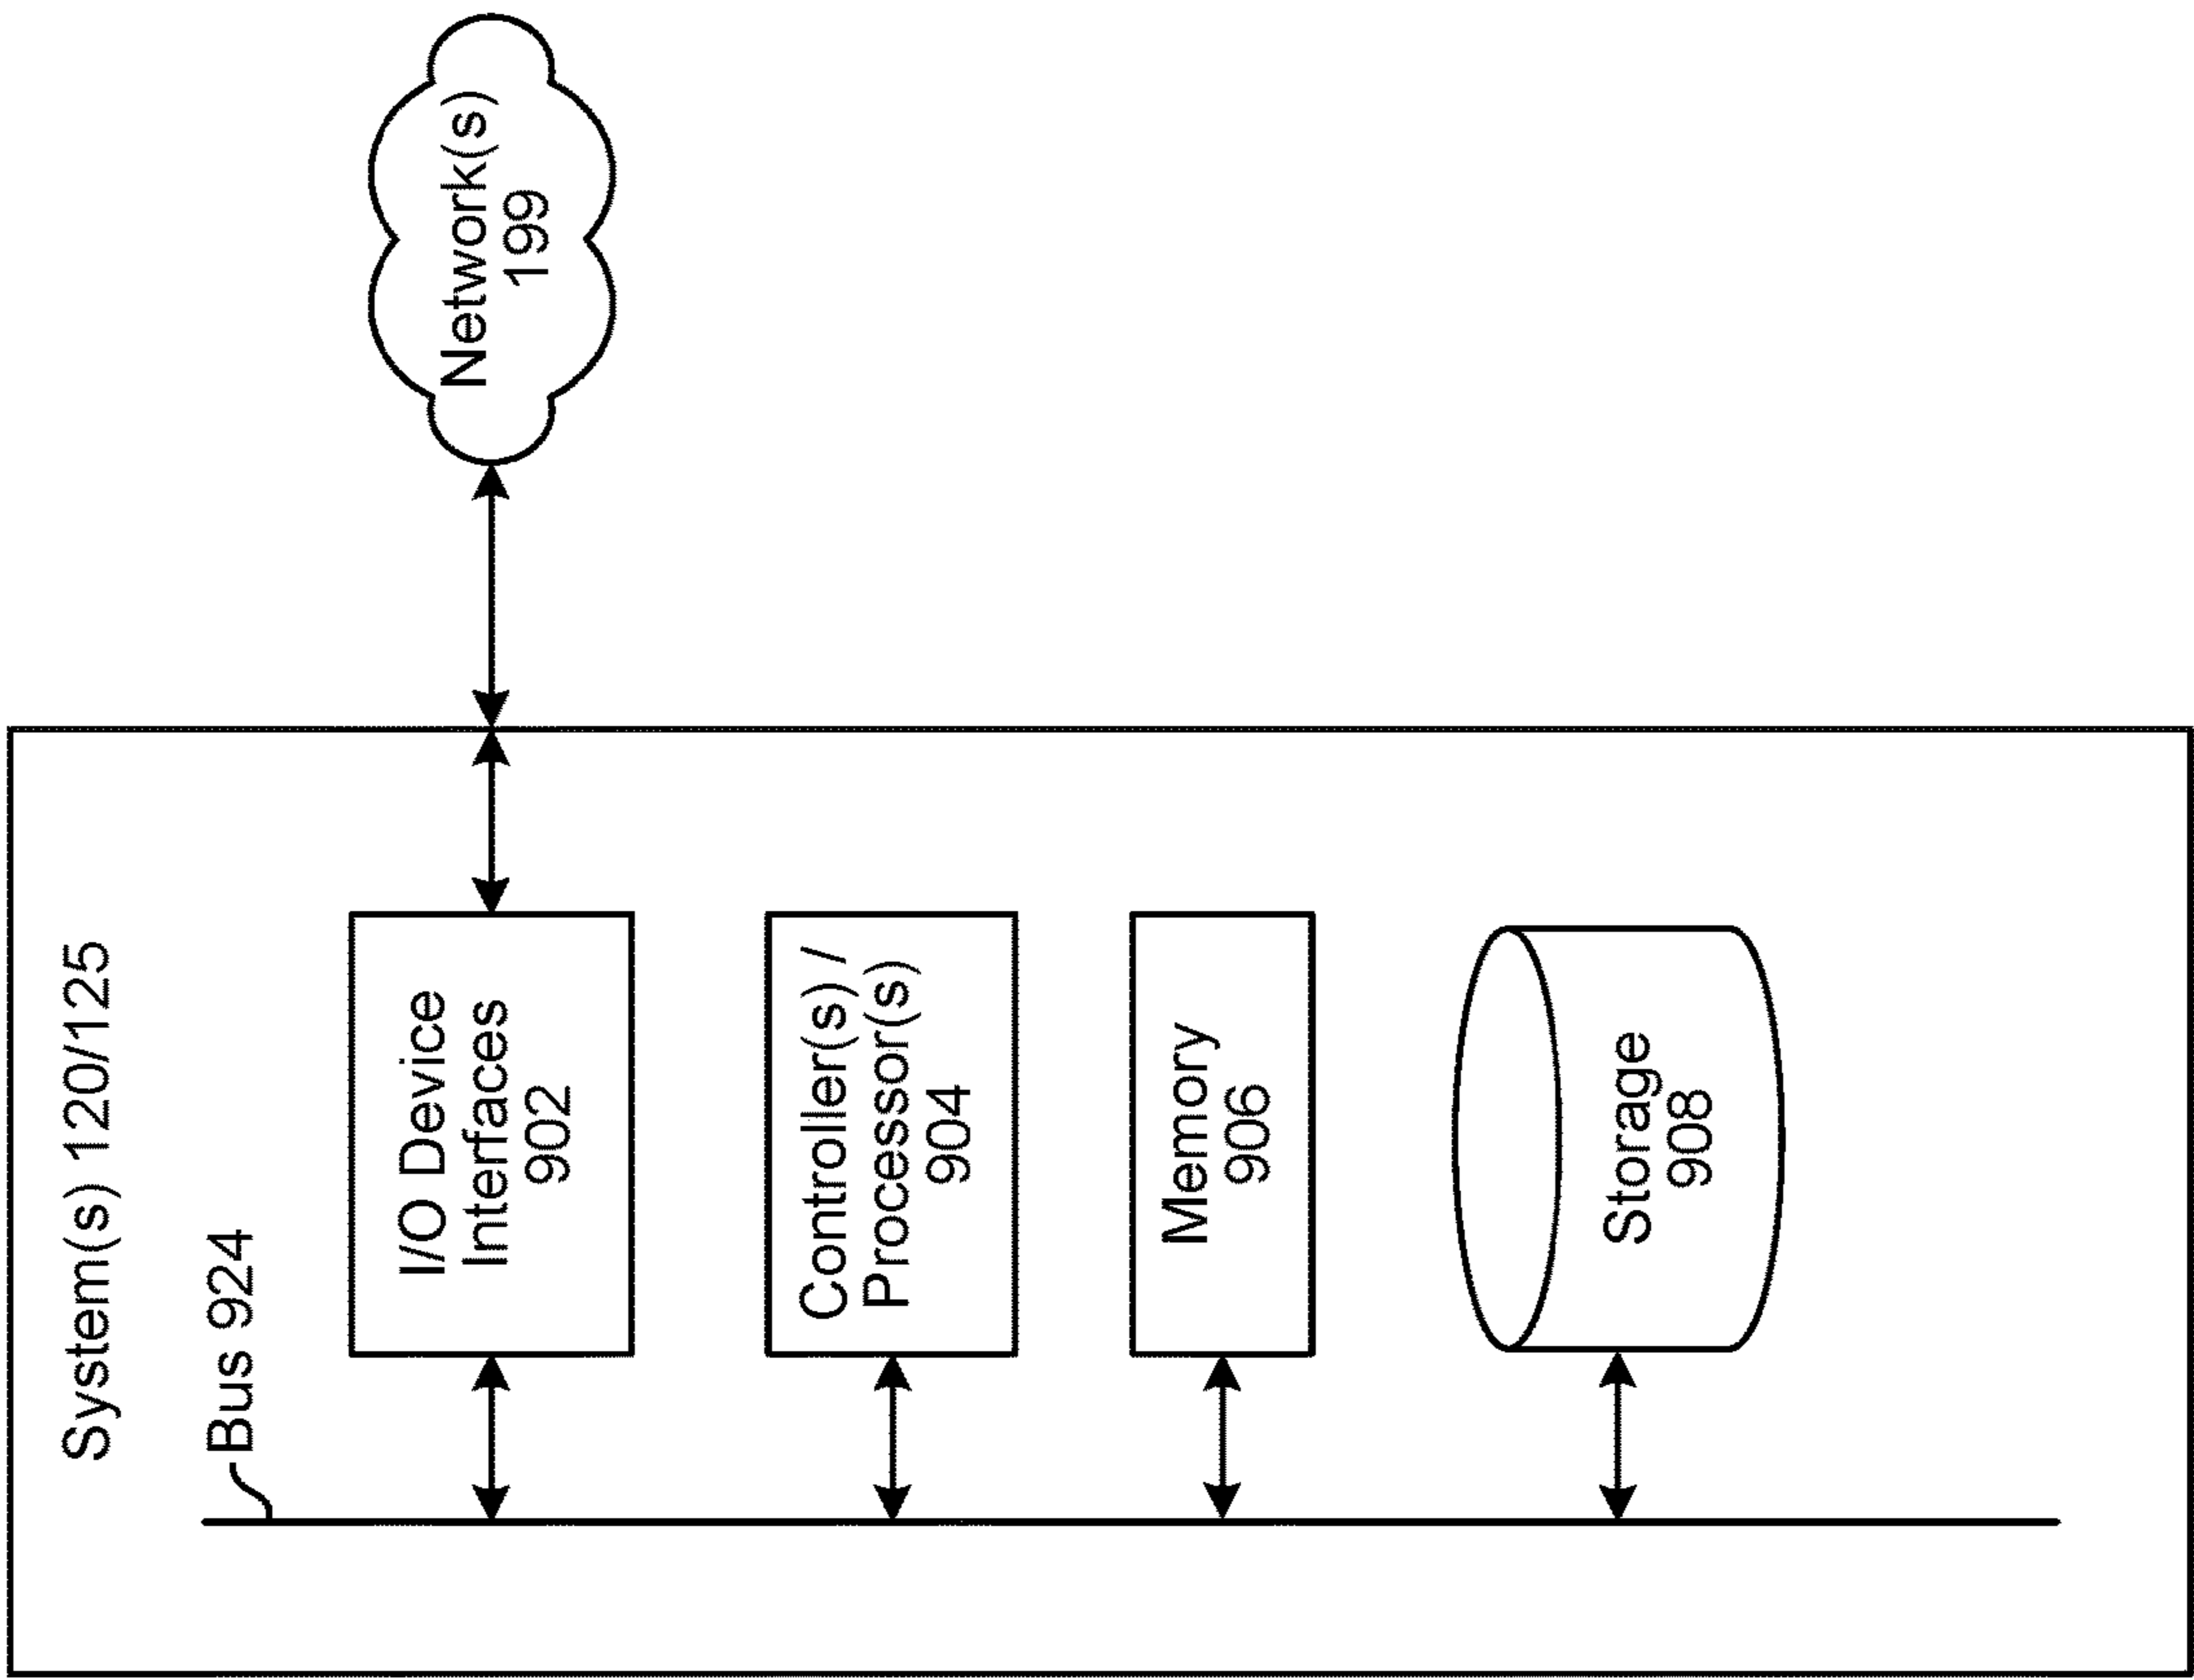 System(s) 120/125
Bus 924
I/O Device
Interfaces
902
Controller(s) /
Processor(s)
904
Memory
906
Storage
908
Network(s)
199